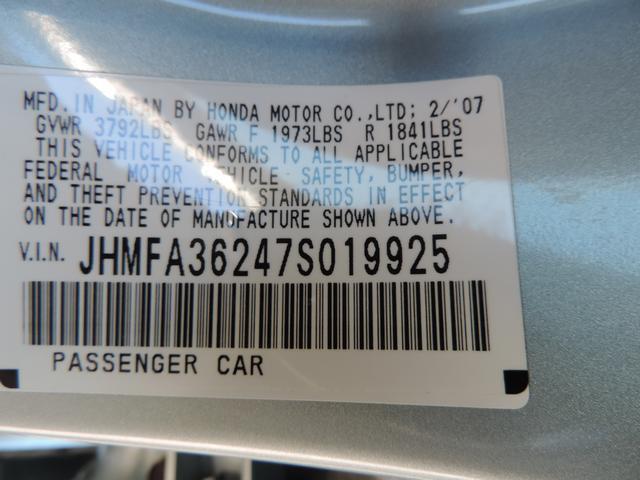 MFD. IN JAPAN BY HONDA MOTOR CO.,LTD; 2/'07
GVWR 3792LBS GAWR F 1973LBS R 1841LBS
THIS VEHICLE CONFORMS TO ALL APPLICABLE
FEDERAL MOTOR VEHICLE SAFETY, BUMPER,
AND THEFT PREVENTION STANDARDS IN EFFECT
ON THE DATE OF MANUFACTURE SHOWN ABOVE.
V.I.N. JHMFA36247S019925
PASSENGER CAR